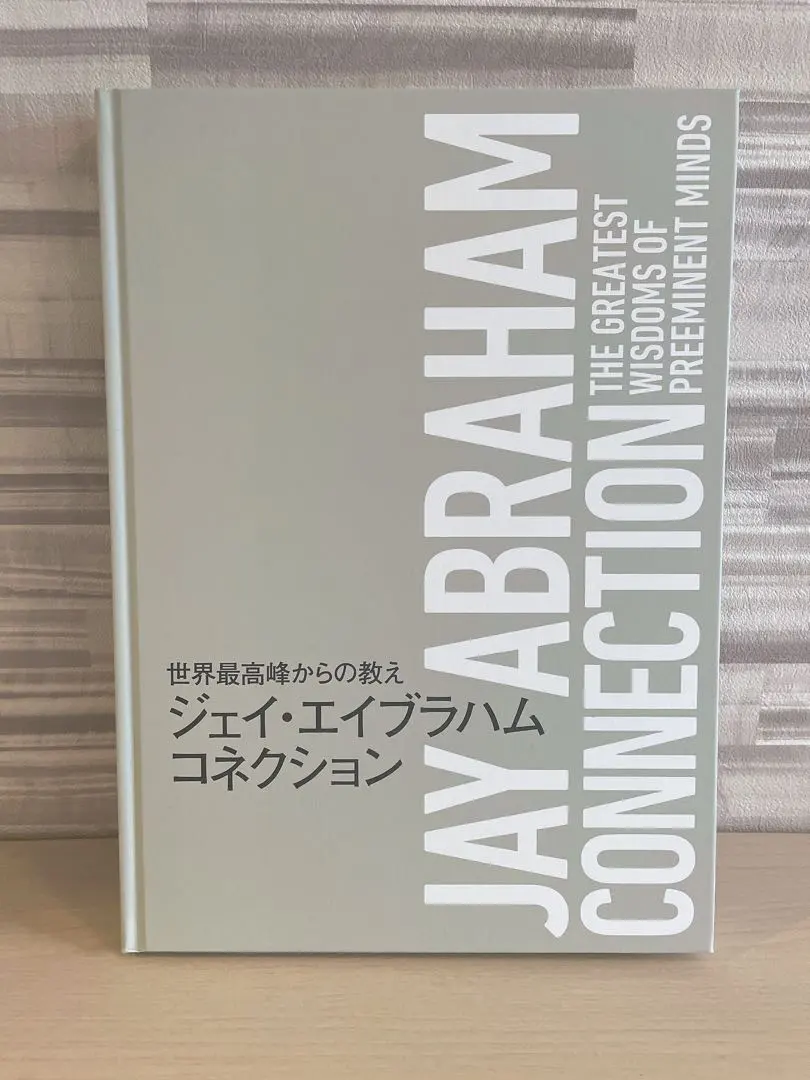 JAY ABRAHAM
CONNECTION
THE GREATEST
WISDOMS OF
PREEMINENT MINDS
世界最高峰からの教え
ジェイ・エイブラハム
コネクション